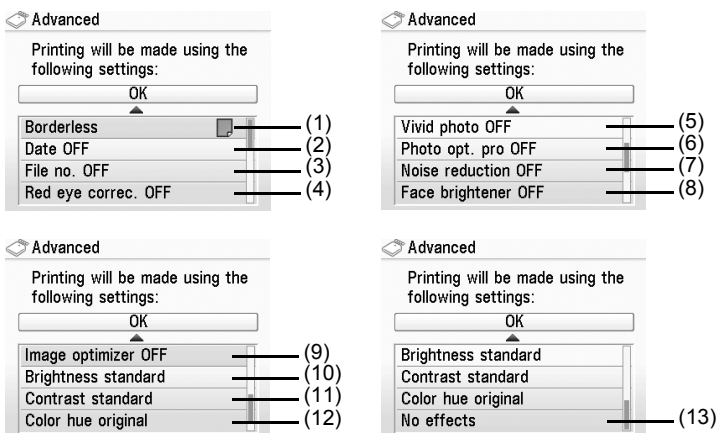 Advanced
Printing will be made using the
following settings:
OK
Borderless (1)
Date OFF (2)
File no. OFF (3)
Red eye correc. OFF (4)
Advanced
Printing will be made using the
following settings:
OK
Vivid photo OFF (5)
Photo opt. pro OFF (6)
Noise reduction OFF (7)
Face brightener OFF (8)
Advanced
Printing will be made using the
following settings:
OK
Image optimizer OFF (9)
Brightness standard (10)
Contrast standard (11)
Color hue original (12)
Advanced
Printing will be made using the
following settings:
OK
Brightness standard
Contrast standard
Color hue original
No effects (13)